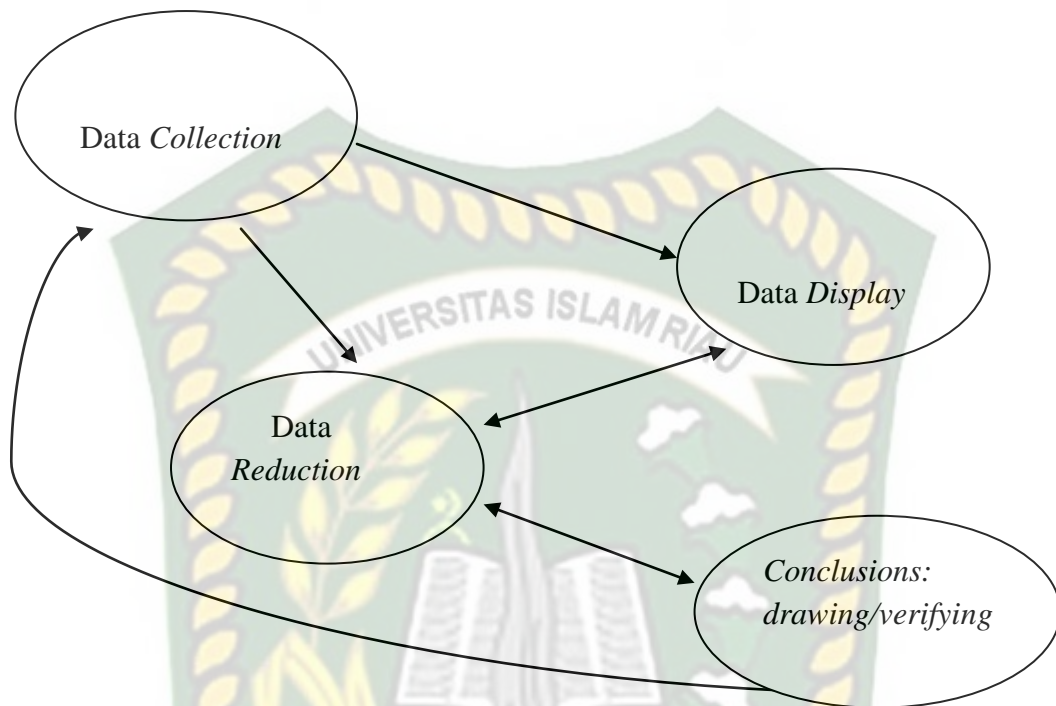 Data Collection
Data Display
UNIVERSITAS ISLAM RIAU
Data
Reduction
Conclusions:
drawing/verifying